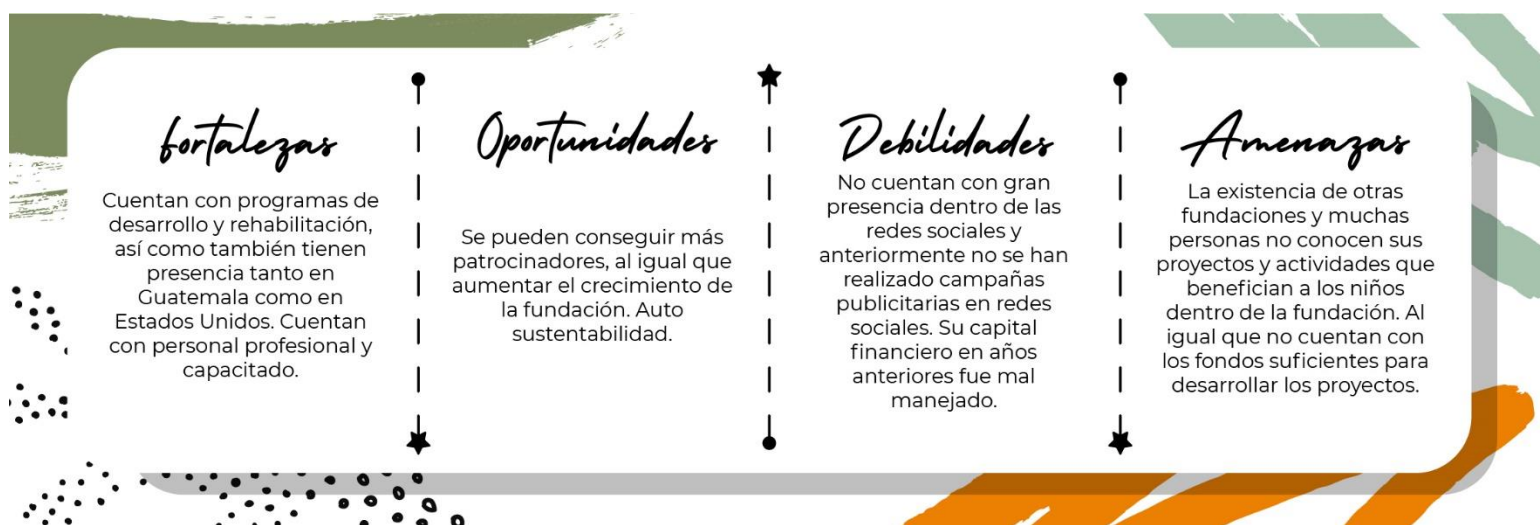 fortalezas
Cuentan con programas de
desarrollo y rehabilitación,
así como también tienen
presencia tanto en
Guatemala como en
Estados Unidos. Cuentan
con personal profesional y
capacitado.
Oportunidades
Se pueden conseguir más
patrocinadores, al igual que
aumentar el crecimiento de
la fundación. Auto
sustentabilidad.
Debilidades
No cuentan con gran
presencia dentro de las
redes sociales y
anteriormente no se han
realizado campañas
publicitarias en redes
sociales. Su capital
financiero en años
anteriores fue mal
manejado.
Amenazas
La existencia de otras
fundaciones y muchas
personas no conocen sus
proyectos y actividades que
benefician a los niños
dentro de la fundación. Al
igual que no cuentan con
los fondos suficientes para
desarrollar los proyectos.